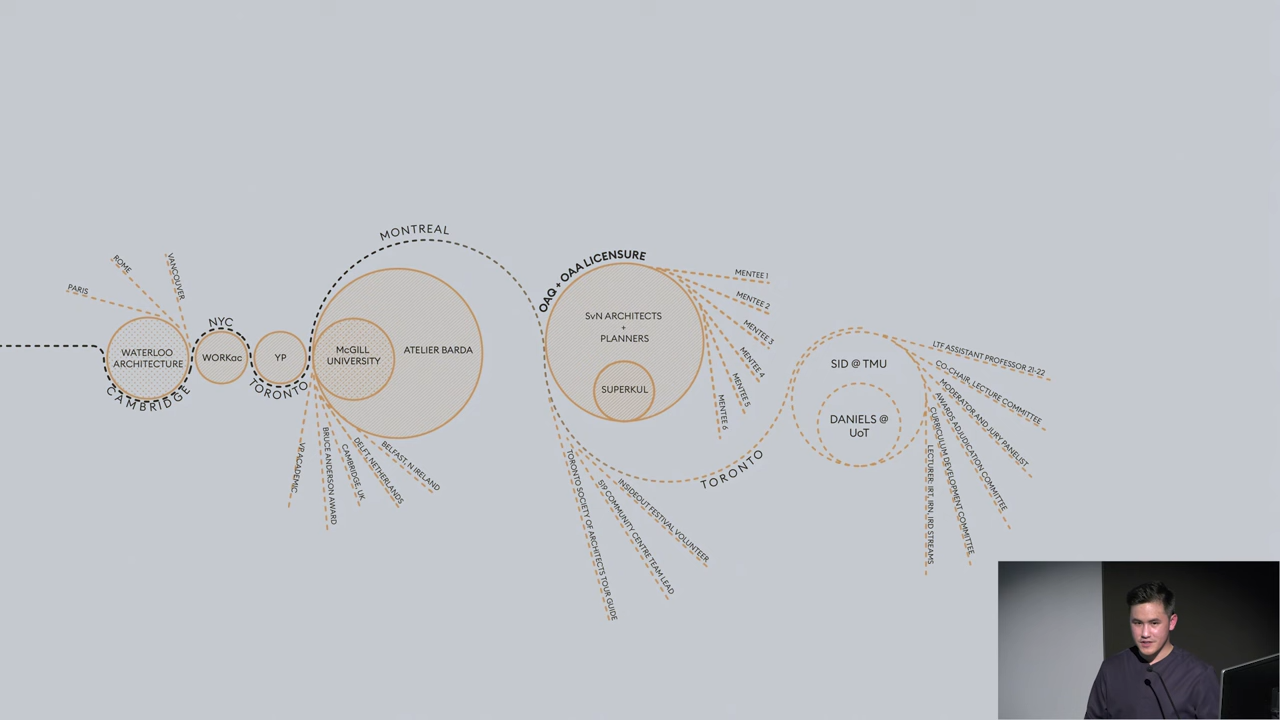 PARIS
ROME
VANCOUVER
WATERLOO
ARCHITECTURE
CAMBRIDGE
NYC
WORKac
YP
TORONTO
MONTREAL
McGILL
UNIVERSITY
ATELIER BARDA
VP ACADEMIC
BRUCE ANDERSON AWARD
CAMBRIDGE, UK
DELFT, NETHERLANDS
BELFAST, N IRELAND
OAQ + OAA LICENSURE
SvN ARCHITECTS
+
PLANNERS
SUPERKUL
MENTEE 1
MENTEE 2
MENTEE 3
MENTEE 4
MENTEE 5
MENTEE 6
TORONTO SOCIETY OF ARCHITECTS TOUR GUIDE
519 COMMUNITY CENTRE TEAM LEAD
INSIDEOUT FESTIVAL VOLUNTEER
TORONTO
SID @ TMU
DANIELS @
UoT
LTF ASSISTANT PROFESSOR 21-22
CO-CHAIR, LECTURE COMMITTEE
MODERATOR AND JURY PANELIST
AWARDS ADJUDICATION COMMITTEE
CURRICULUM DEVELOPMENT COMMITTEE
LECTURER: IRT, IRN, IRD STREAMS